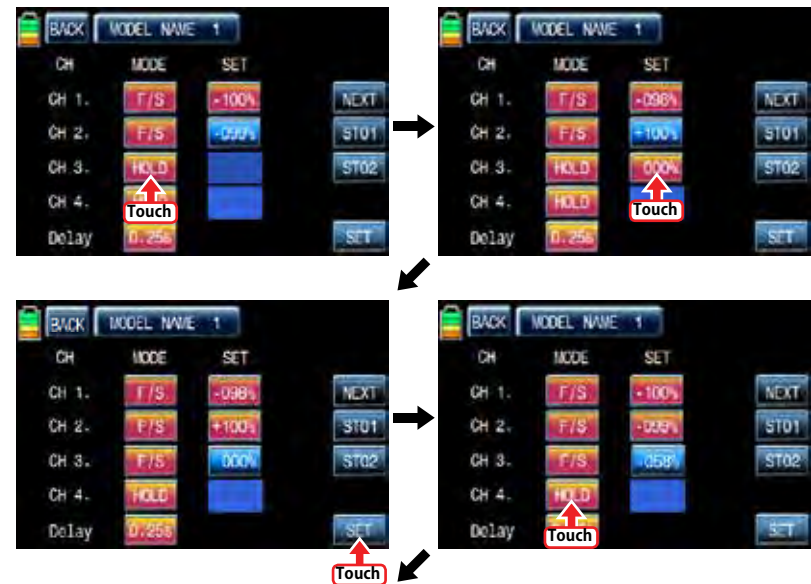 BACK MODEL NAME 1
CH MODE SET
CH 1. F/S -100% NEXT
CH 2. F/S -099% ST01
CH 3. HOLD ST02
CH 4.
Touch
Delay 0.25s SET
BACK MODEL NAME 1
CH MODE SET
CH 1. F/S -098% NEXT
CH 2. F/S +100% ST01
CH 3. HOLD 000% ST02
CH 4. HOLD
Touch
Delay 0.25s SET
BACK MODEL NAME 1
CH MODE SET
CH 1. F/S -098% NEXT
CH 2. F/S +100% ST01
CH 3. F/S 000% ST02
CH 4. HOLD
Delay 0.25s SET
Touch
BACK MODEL NAME 1
CH MODE SET
CH 1. F/S -100% NEXT
CH 2. F/S -099% ST01
CH 3. F/S -058% ST02
CH 4. HOLD
Delay SET
Touch